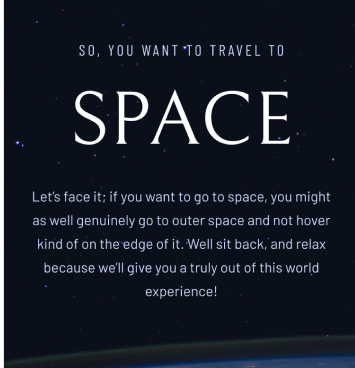 SO, YOU WANT TO TRAVEL TO
SPACE
Let's face it; if you want to go to space, you might
as well genuinely go to outer space and not hover
kind of on the edge of it. Well sit back, and relax
because we'll give you a truly out of this world
experience!